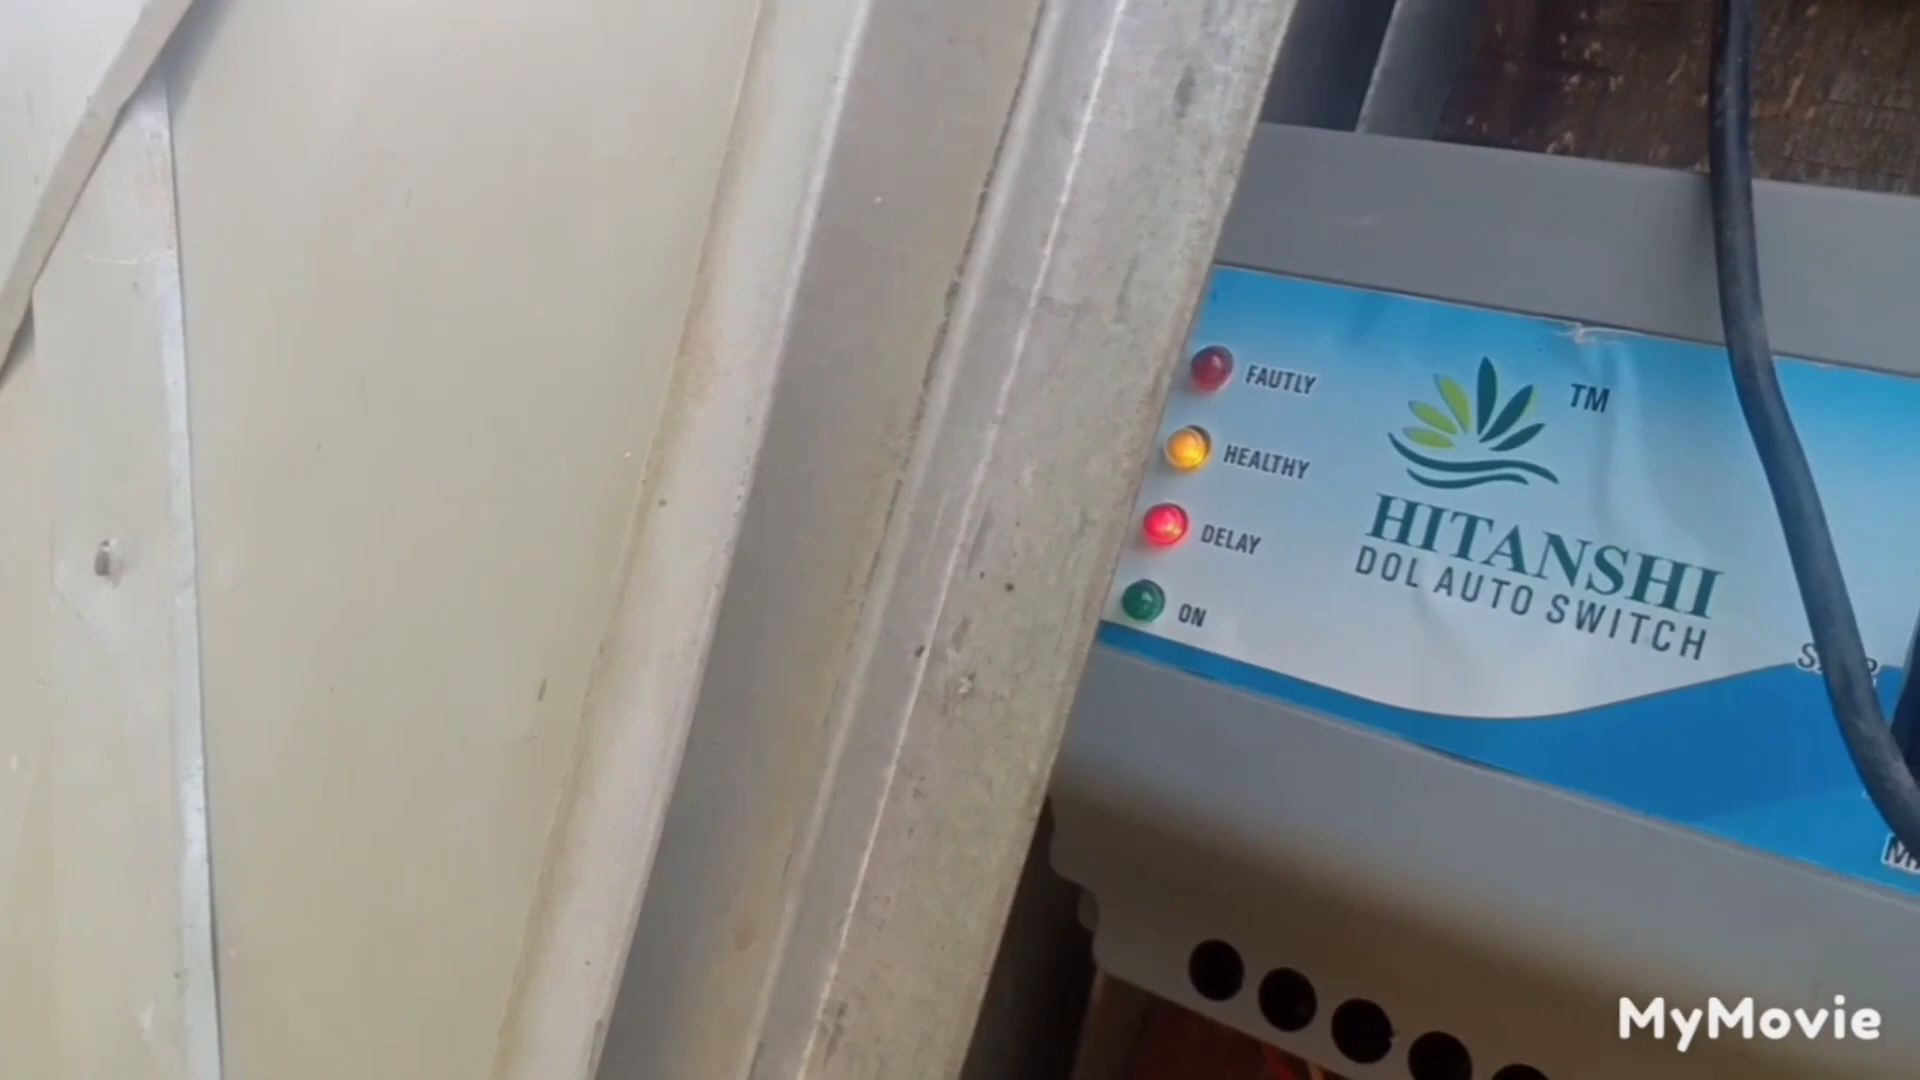 FAUTLY
HEALTHY
DELAY
ON
TM
HITANSHI
DOL AUTO SWITCH
MyMovie